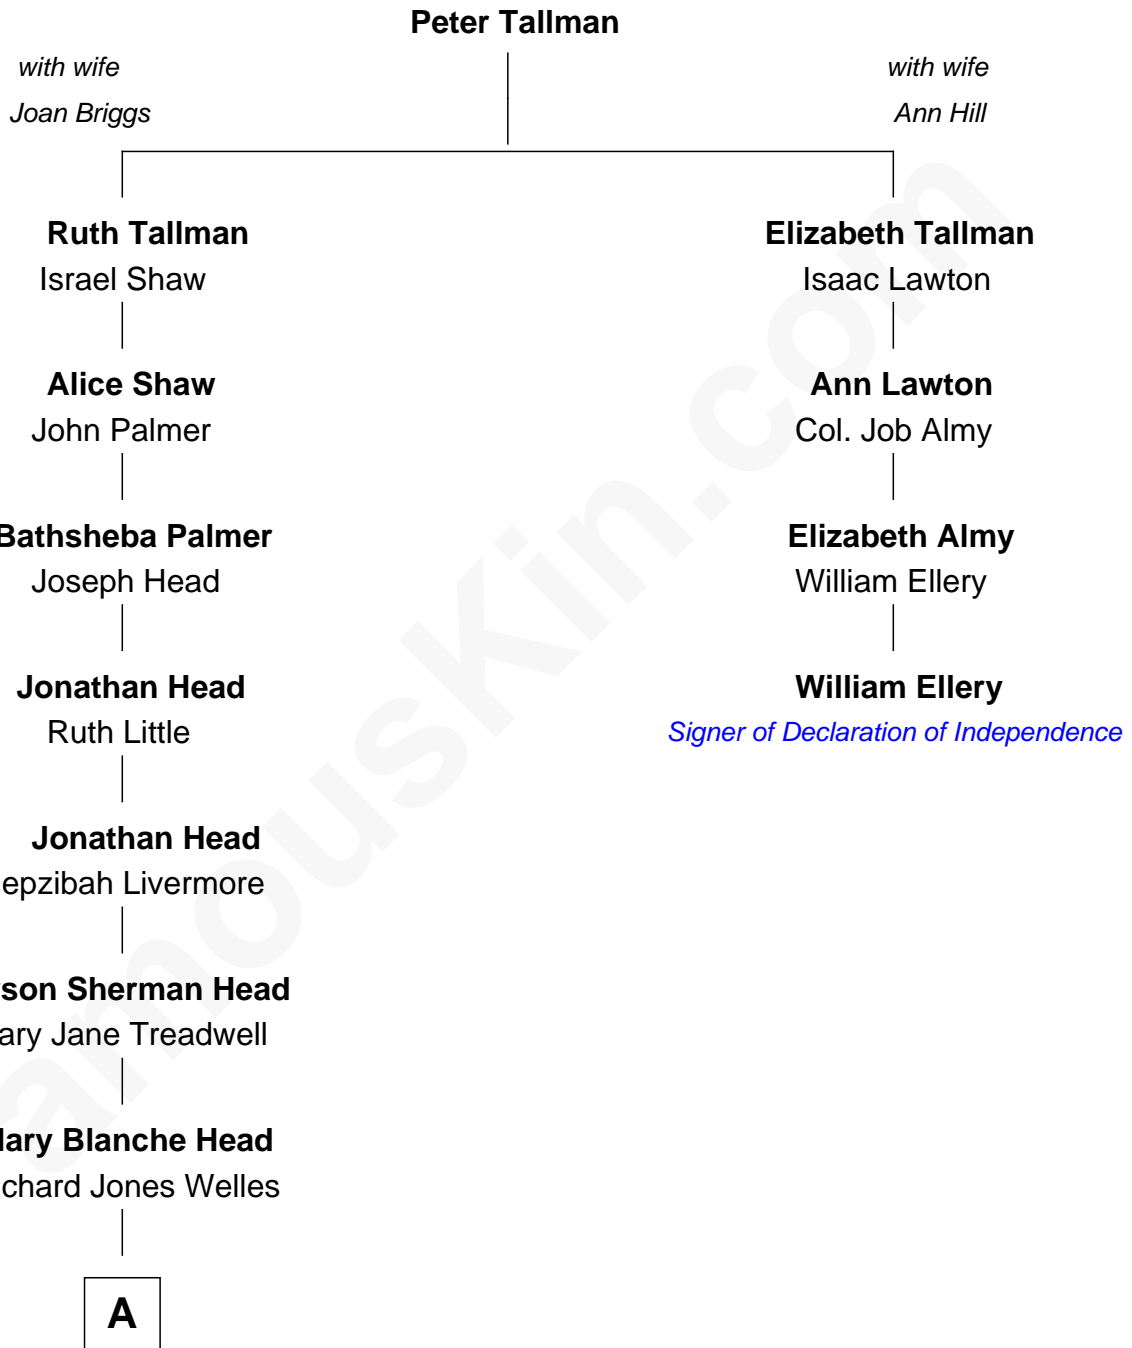 Peter Tallman
with wife
Joan Briggs
with wife
Ann Hill
Ruth Tallman
Israel Shaw
Elizabeth Tallman
Isaac Lawton
Alice Shaw
John Palmer
Ann Lawton
Col. Job Almy
Bathsheba Palmer
Joseph Head
Elizabeth Almy
William Ellery
Jonathan Head
Ruth Little
William Ellery
Signer of Declaration of Independence
Jonathan Head
epzibah Livermore
son Sherman Head
ary Jane Treadwell
Mary Blanche Head
chard Jones Welles
A
amousKin.com